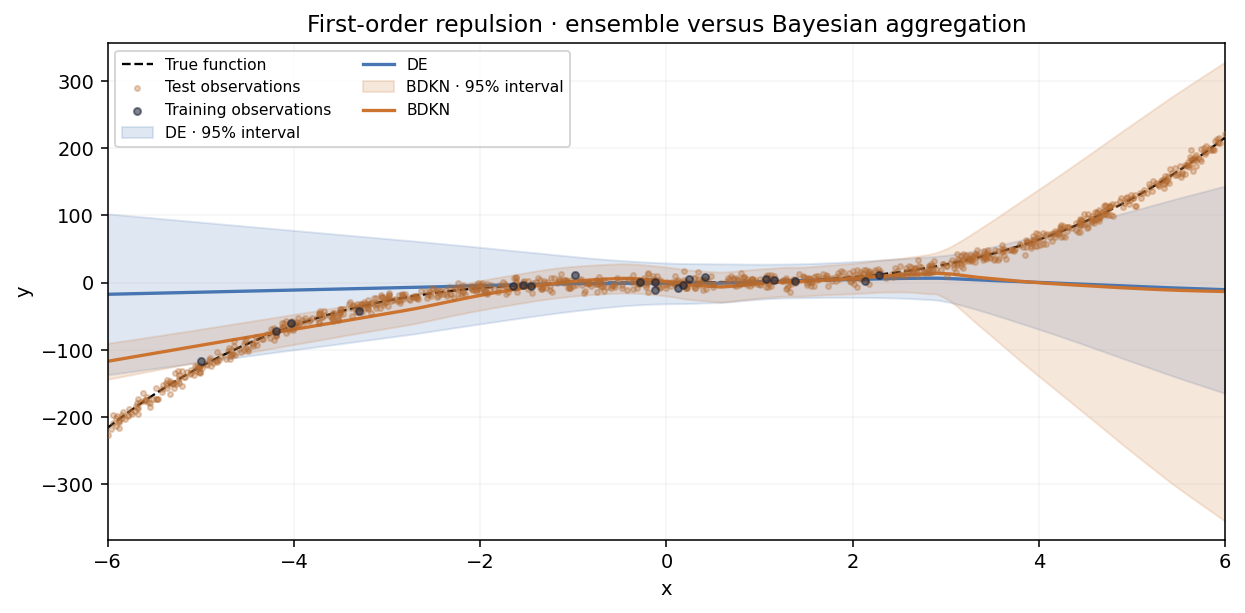 First-order repulsion · ensemble versus Bayesian aggregation
True function
Test observations
Training observations
DE · 95% interval
DE
BDKN · 95% interval
BDKN
y
300
200
100
0
−100
−200
−300
−6
−4
−2
0
2
4
6
x